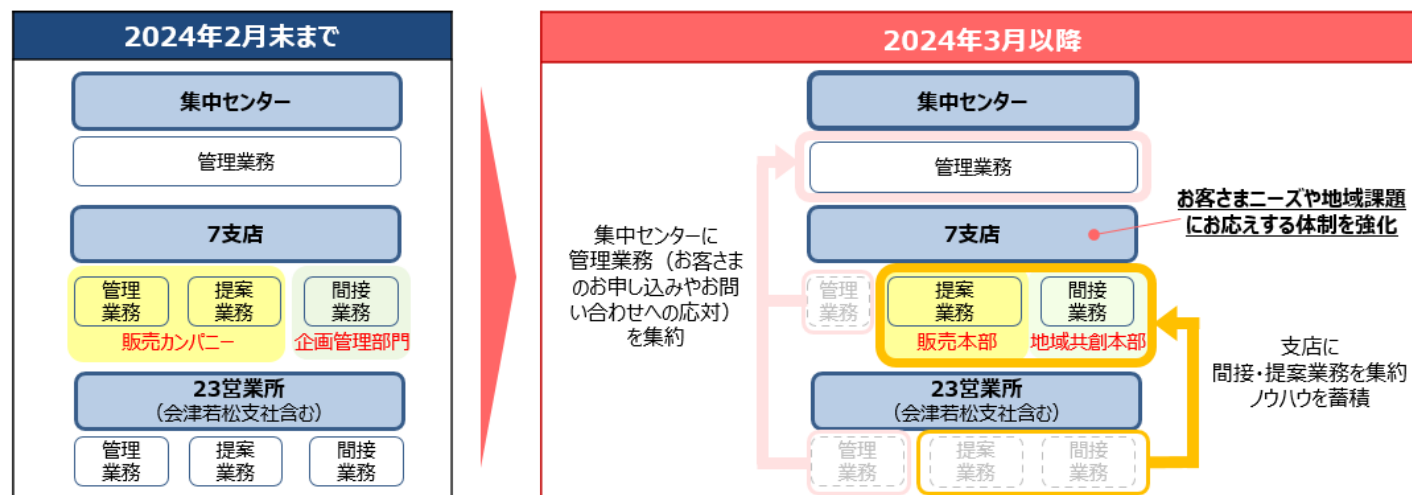 2024年2月末まで
集中センター
管理業務
7支店
管理
業務
提案
業務
間接
業務
販売カンパニー
企画管理部門
23営業所
（会津若松支社含む）
管理
業務
提案
業務
間接
業務
2024年3月以降
集中センター
管理業務
7支店
お客さまニーズや地域課題
にお応えする体制を強化
集中センターに
管理業務（お客さま
のお申し込みやお問
い合わせへの応対）
を集約
管理
業務
提案
業務
間接
業務
販売本部
地域共創本部
支店に
間接・提案業務を集約
ノウハウを蓄積
23営業所
（会津若松支社含む）
管理
業務
提案
業務
間接
業務